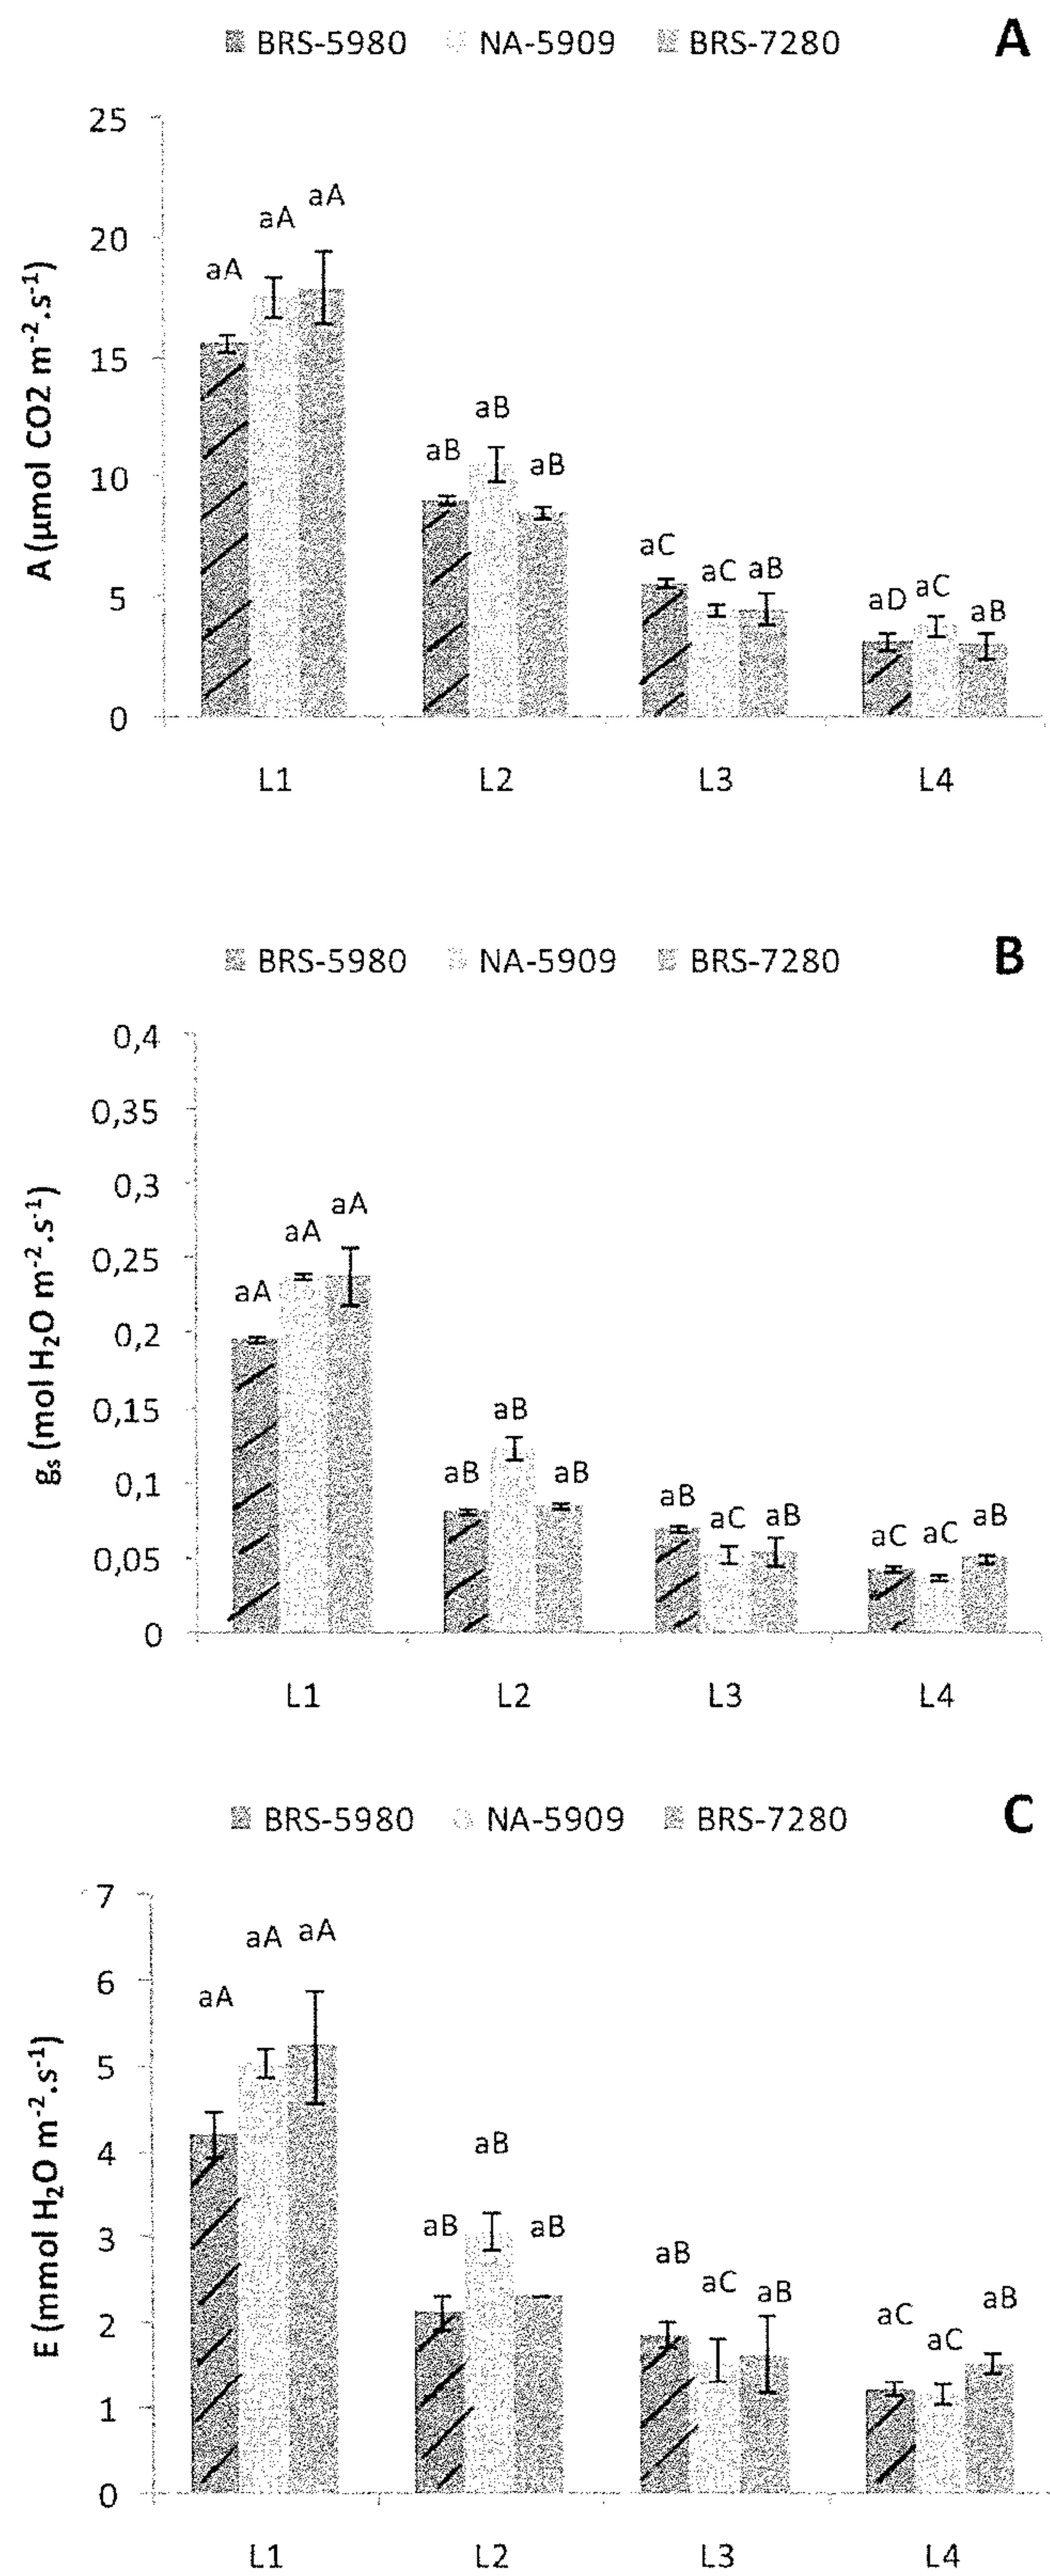 BRS-5980 NA-5909 BRS-7280 A
25
aA aA aA
20
15
A (µmol CO2 m-2.s-1)
aB aB aB
10
aC aC aB
5
aD aC aB
0
L1 L2 L3 L4
BRS-5980 NA-5909 BRS-7280 B
0,4
0,35
0,3
aA aA aA
0,25
0,2
gs (mol H2O m-2.s-1)
0,15
aB aB aB
0,1
aB aC aB
aC aC aB
0,05
0
L1 L2 L3 L4
BRS-5980 NA-5909 BRS-7280 C
7
aA aA aA
6
5
4
E (mmol H2O m-2.s-1)
aB aB aB
3
aB aC aB
aC aC aB
2
1
0
L1 L2 L3 L4